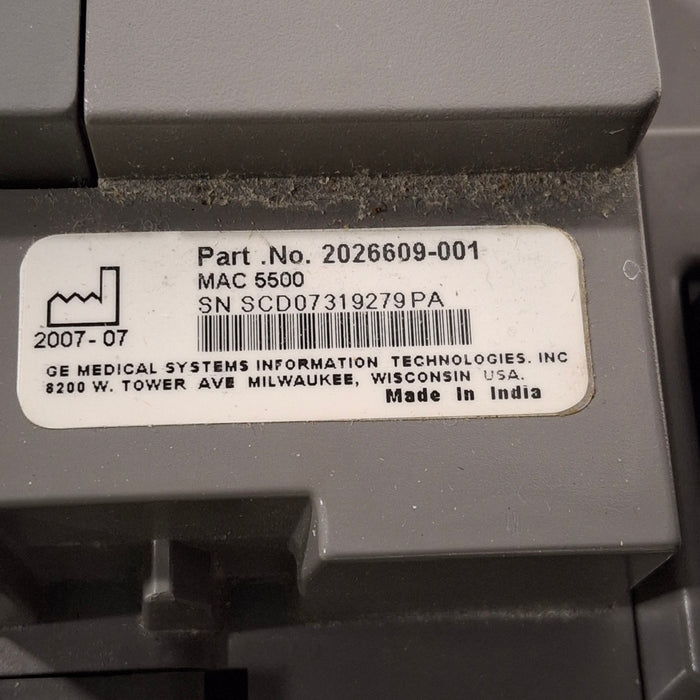 Part .No. 2026609-001
MAC 5500
SN SCD07319279PA
2007-07
GE MEDICAL SYSTEMS INFORMATION TECHNOLOGIES. INC
8200 W. TOWER AVE MILWAUKEE, WISCONSIN USA.
Made In India